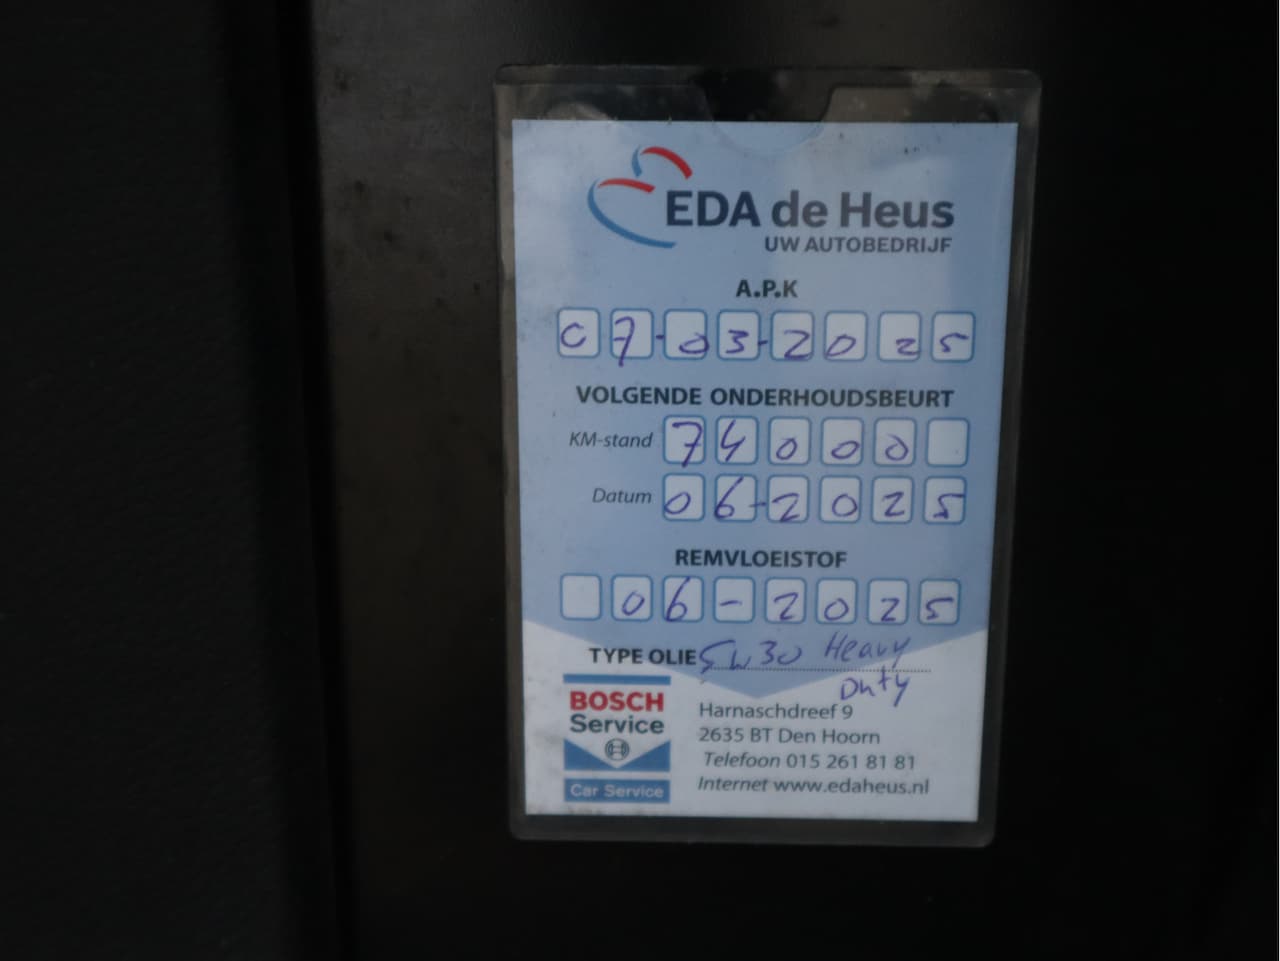 EDA de Heus
UW AUTOBEDRIJF
A.P.K
07-03-2025
VOLGENDE ONDERHOUDSBEURT
KM-stand 74000
Datum 06-2025
REMVLOEISTOF
06-2025
TYPE OLIE 5w30 Heavy
Duty
BOSCH
Service
Car Service
Harnaschdreef 9
2635 BT Den Hoorn
Telefoon 015 261 81 81
Internet www.edaheus.nl